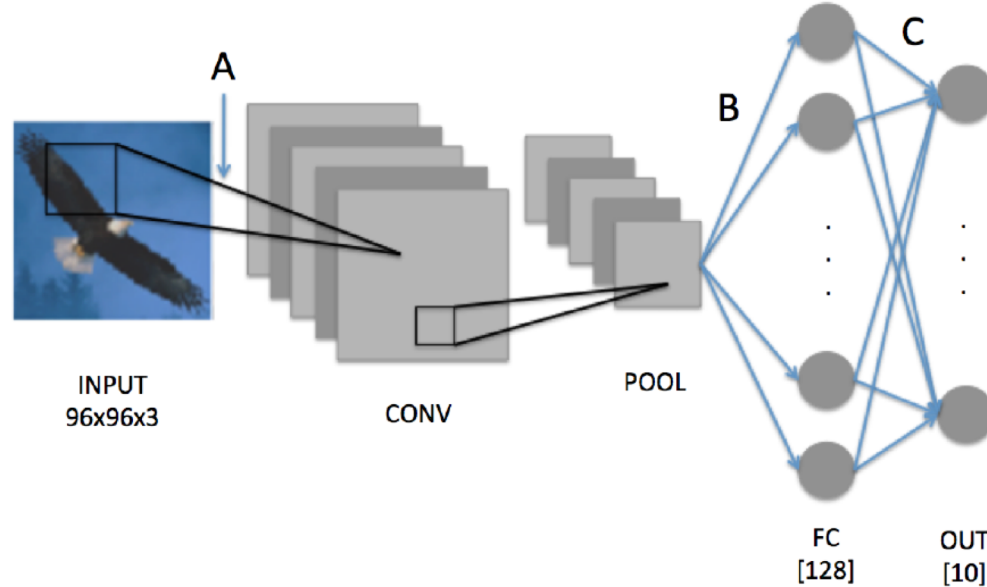 A
B
C
INPUT
96x96x3
CONV
POOL
FC
[128]
OUT
[10]